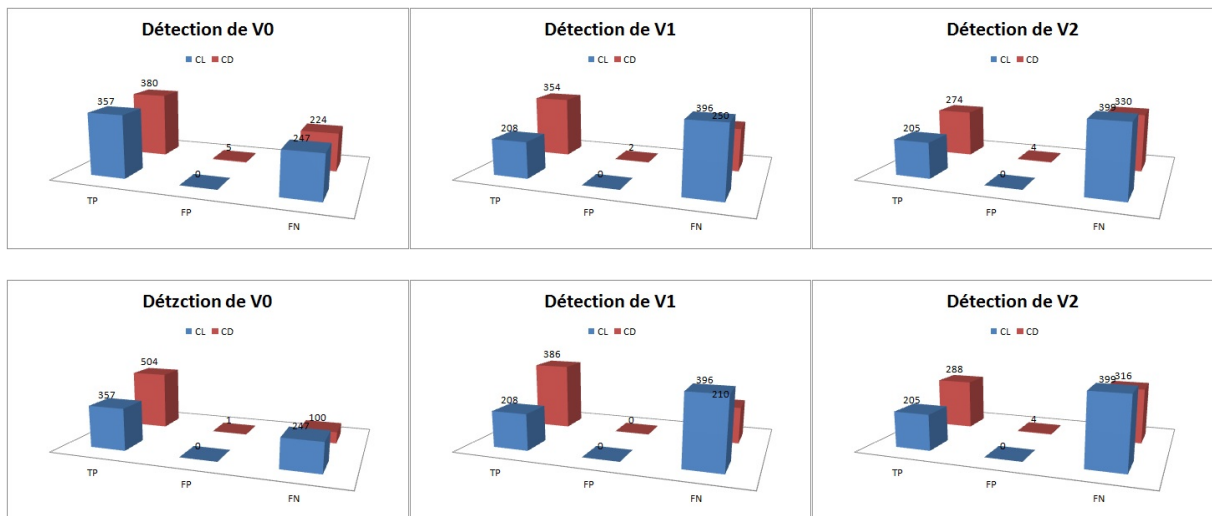 Détection de V0
CL CD
380
357
224
247
5
0
TP
FP
FN
Détection de V1
CL CD
354
396
250
208
2
0
TP
FP
FN
Détection de V2
CL CD
274
399
330
205
4
0
TP
FP
FN
Détzction de V0
CL CD
504
357
100
247
1
0
TP
FP
FN
Détection de V1
CL CD
386
396
210
208
0
0
TP
FP
FN
Détection de V2
CL CD
288
399
316
205
4
0
TP
FP
FN